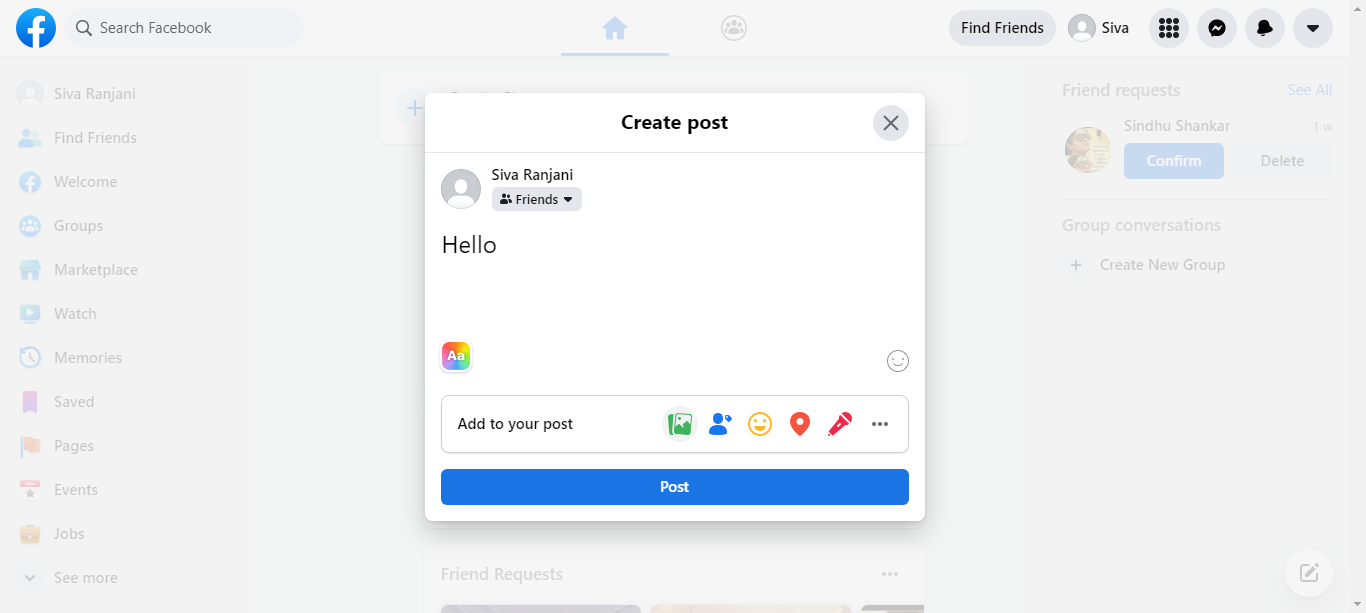 Search Facebook
Find Friends
Siva
Siva Ranjani
Find Friends
Welcome
Groups
Marketplace
Watch
Memories
Saved
Pages
Events
Jobs
See more
Create post
Siva Ranjani
Friends
Hello
Aa
Add to your post
Post
Friend Requests
Friend requests
See All
Sindhu Shankar
1 w
Confirm
Delete
Group conversations
Create New Group